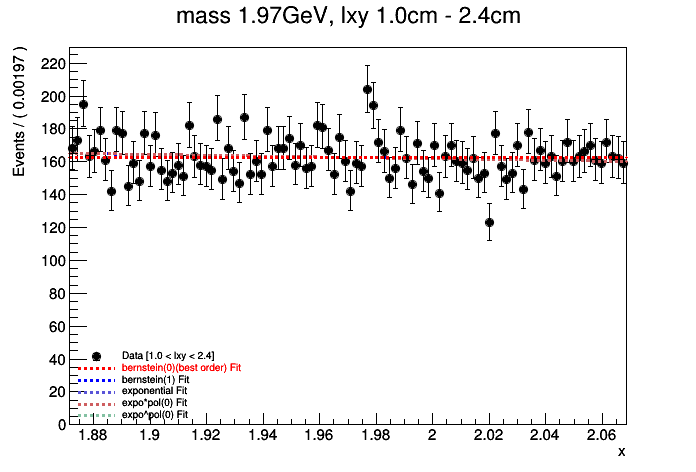 mass 1.97GeV, lxy 1.0cm - 2.4cm
Events / ( 0.00197 )
220
200
180
160
140
120
100
80
60
40
20
0
Data [1.0 < lxy < 2.4]
bernstein(0)(best order) Fit
bernstein(1) Fit
exponential Fit
expo*pol(0) Fit
expo^pol(0) Fit
1.88 1.9 1.92 1.94 1.96 1.98 2 2.02 2.04 2.06
x